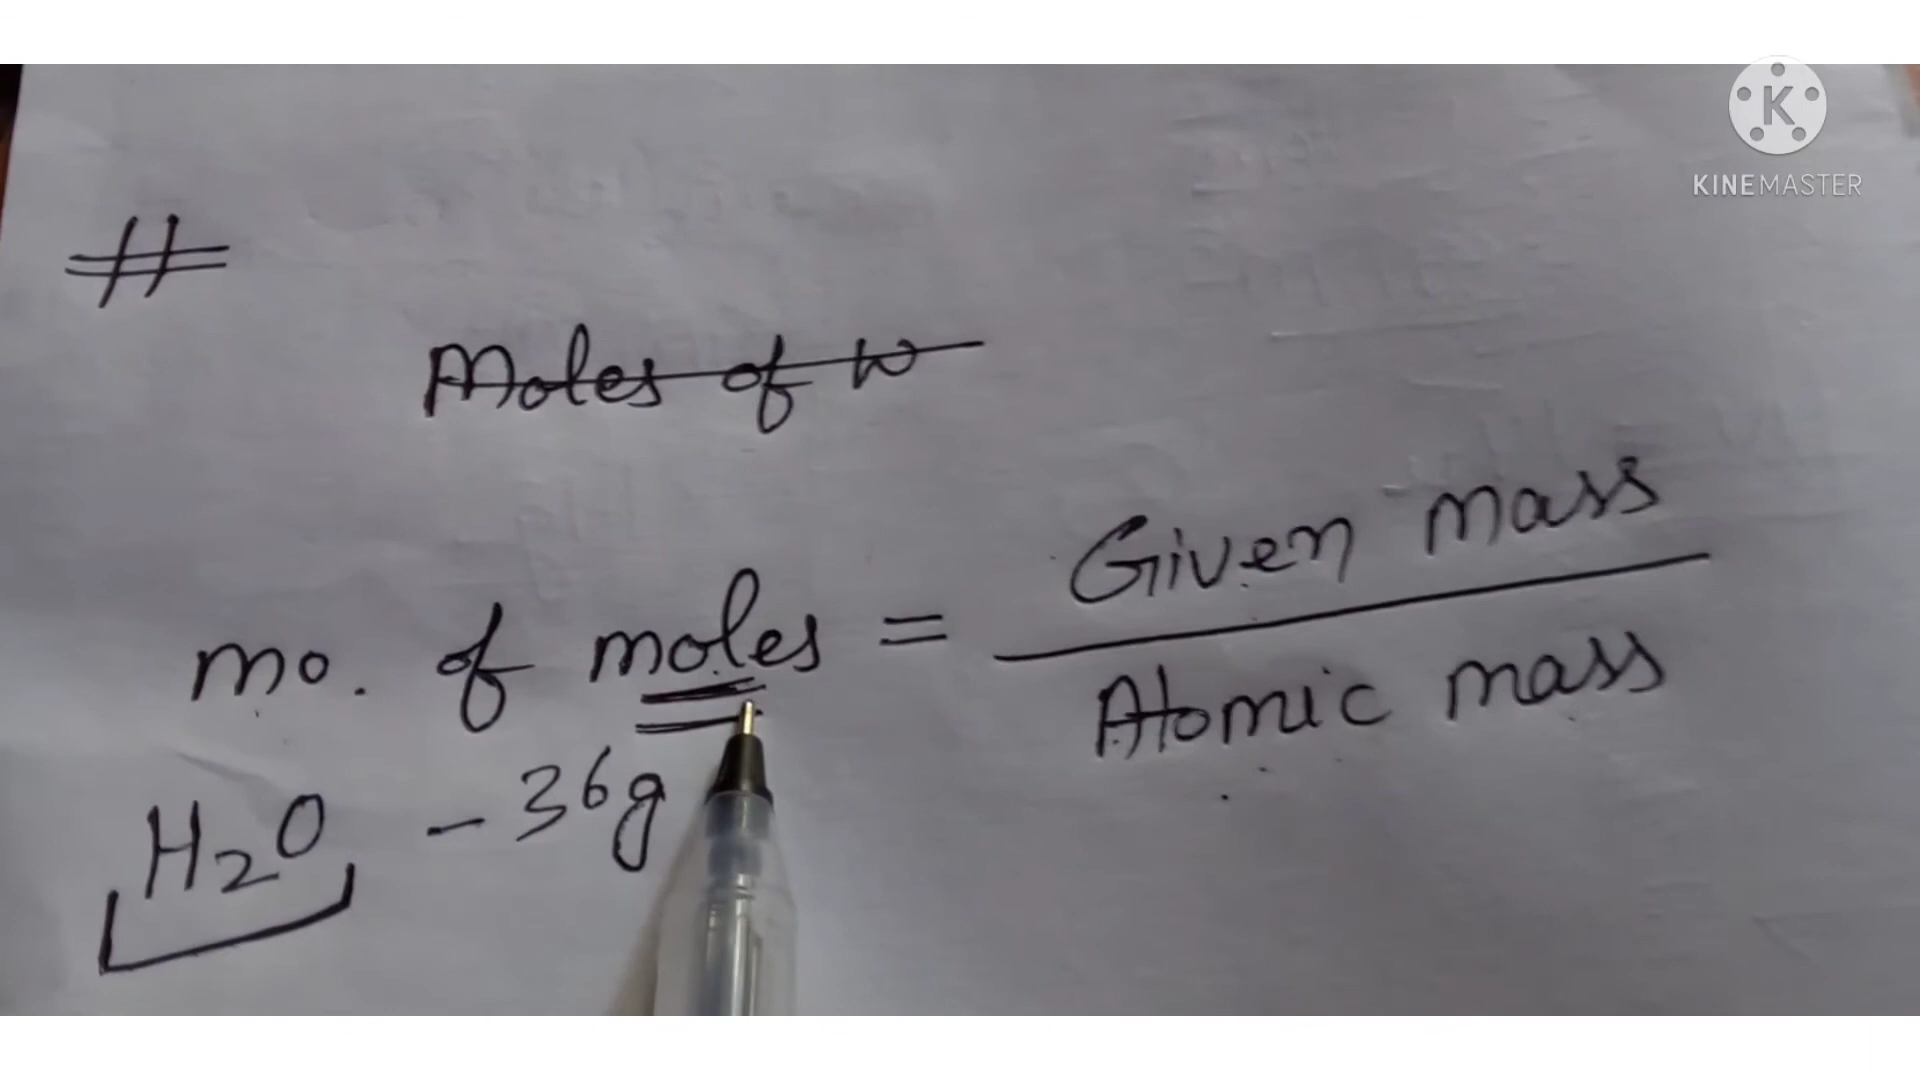 K
KINEMASTER
#
Moles of w
no. of moles = Given mass / Atomic mass
H2O - 36g